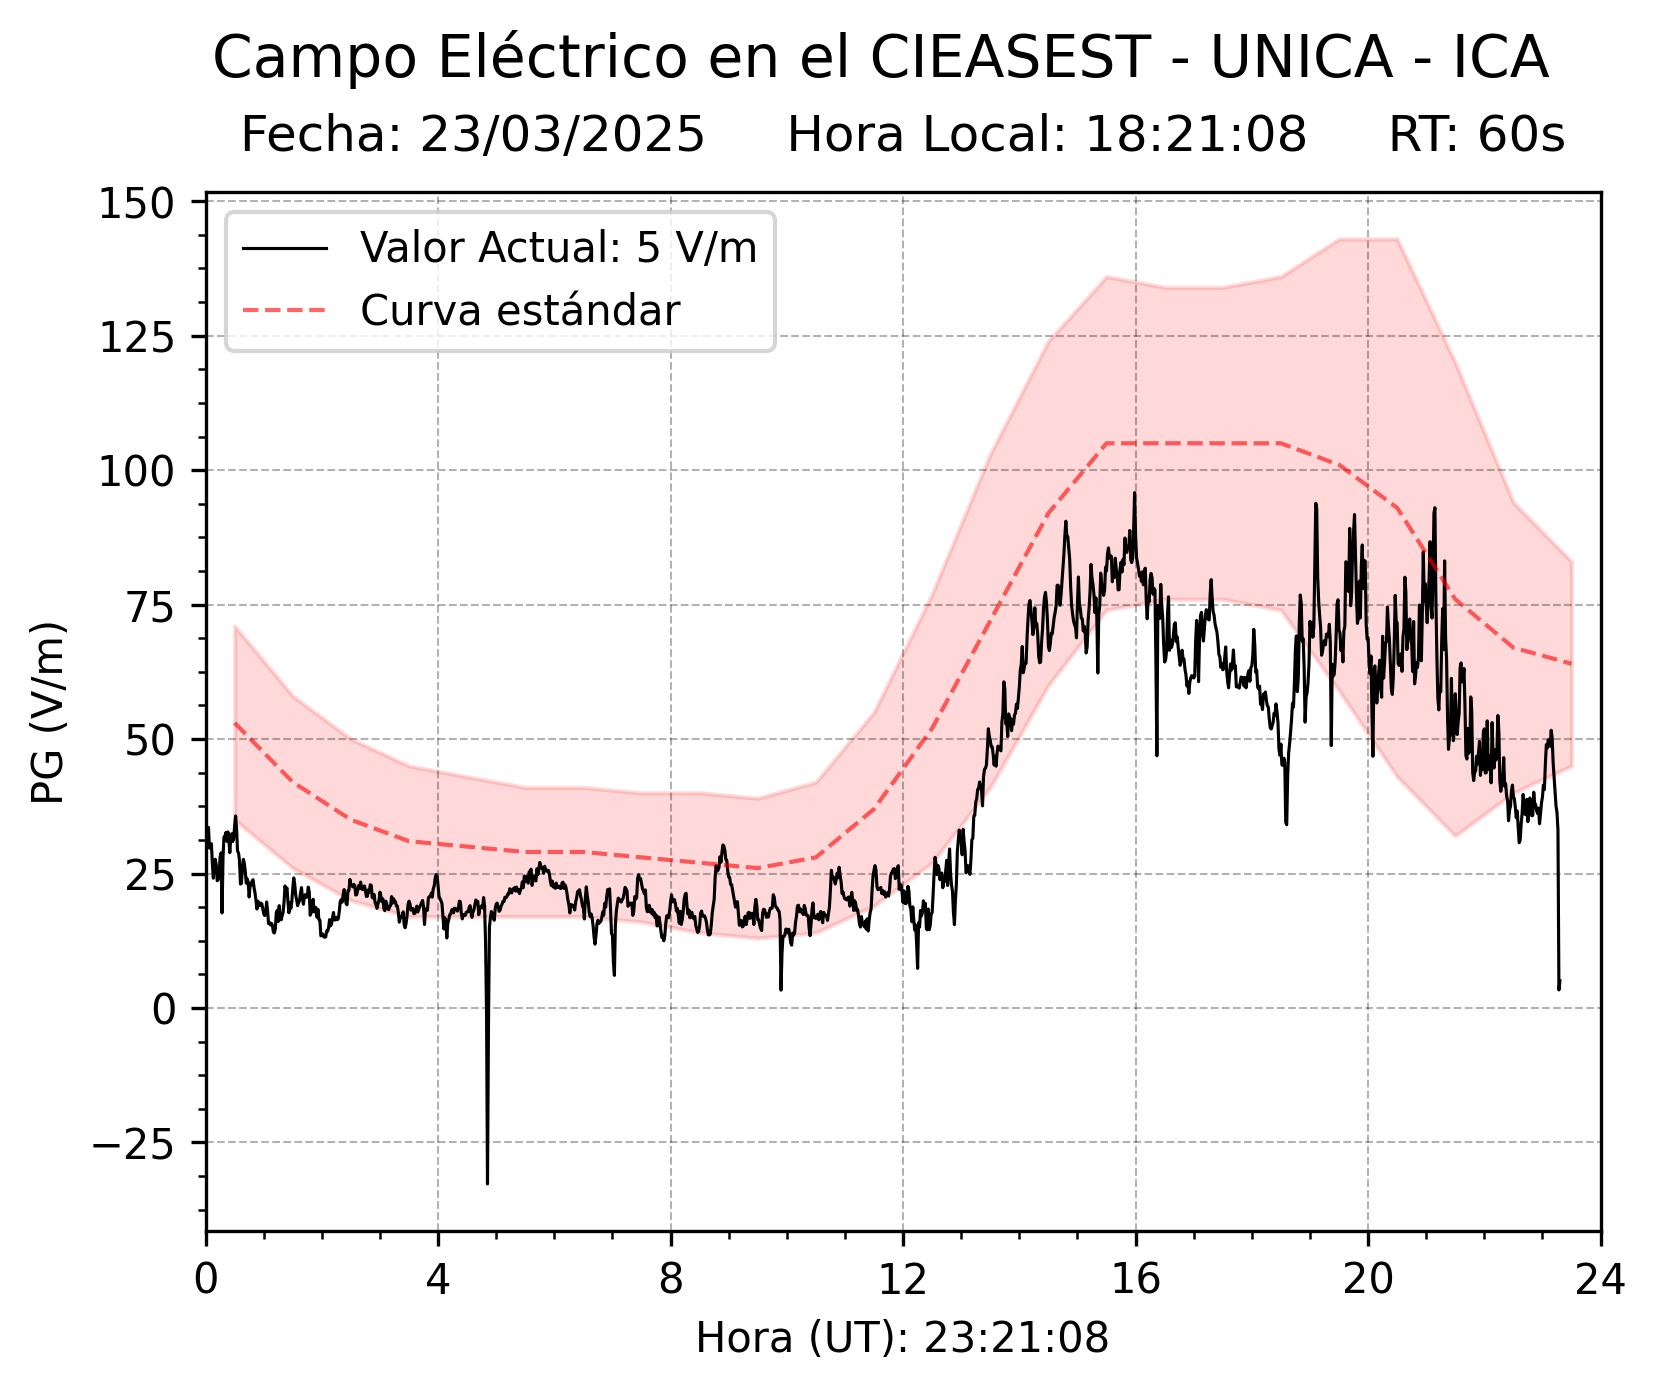 Campo Eléctrico en el CIEASEST - UNICA - ICA
Fecha: 23/03/2025 Hora Local: 18:21:08 RT: 60s
Valor Actual: 5 V/m
Curva estándar
PG (V/m)
150
125
100
75
50
25
0
−25
0 4 8 12 16 20 24
Hora (UT): 23:21:08